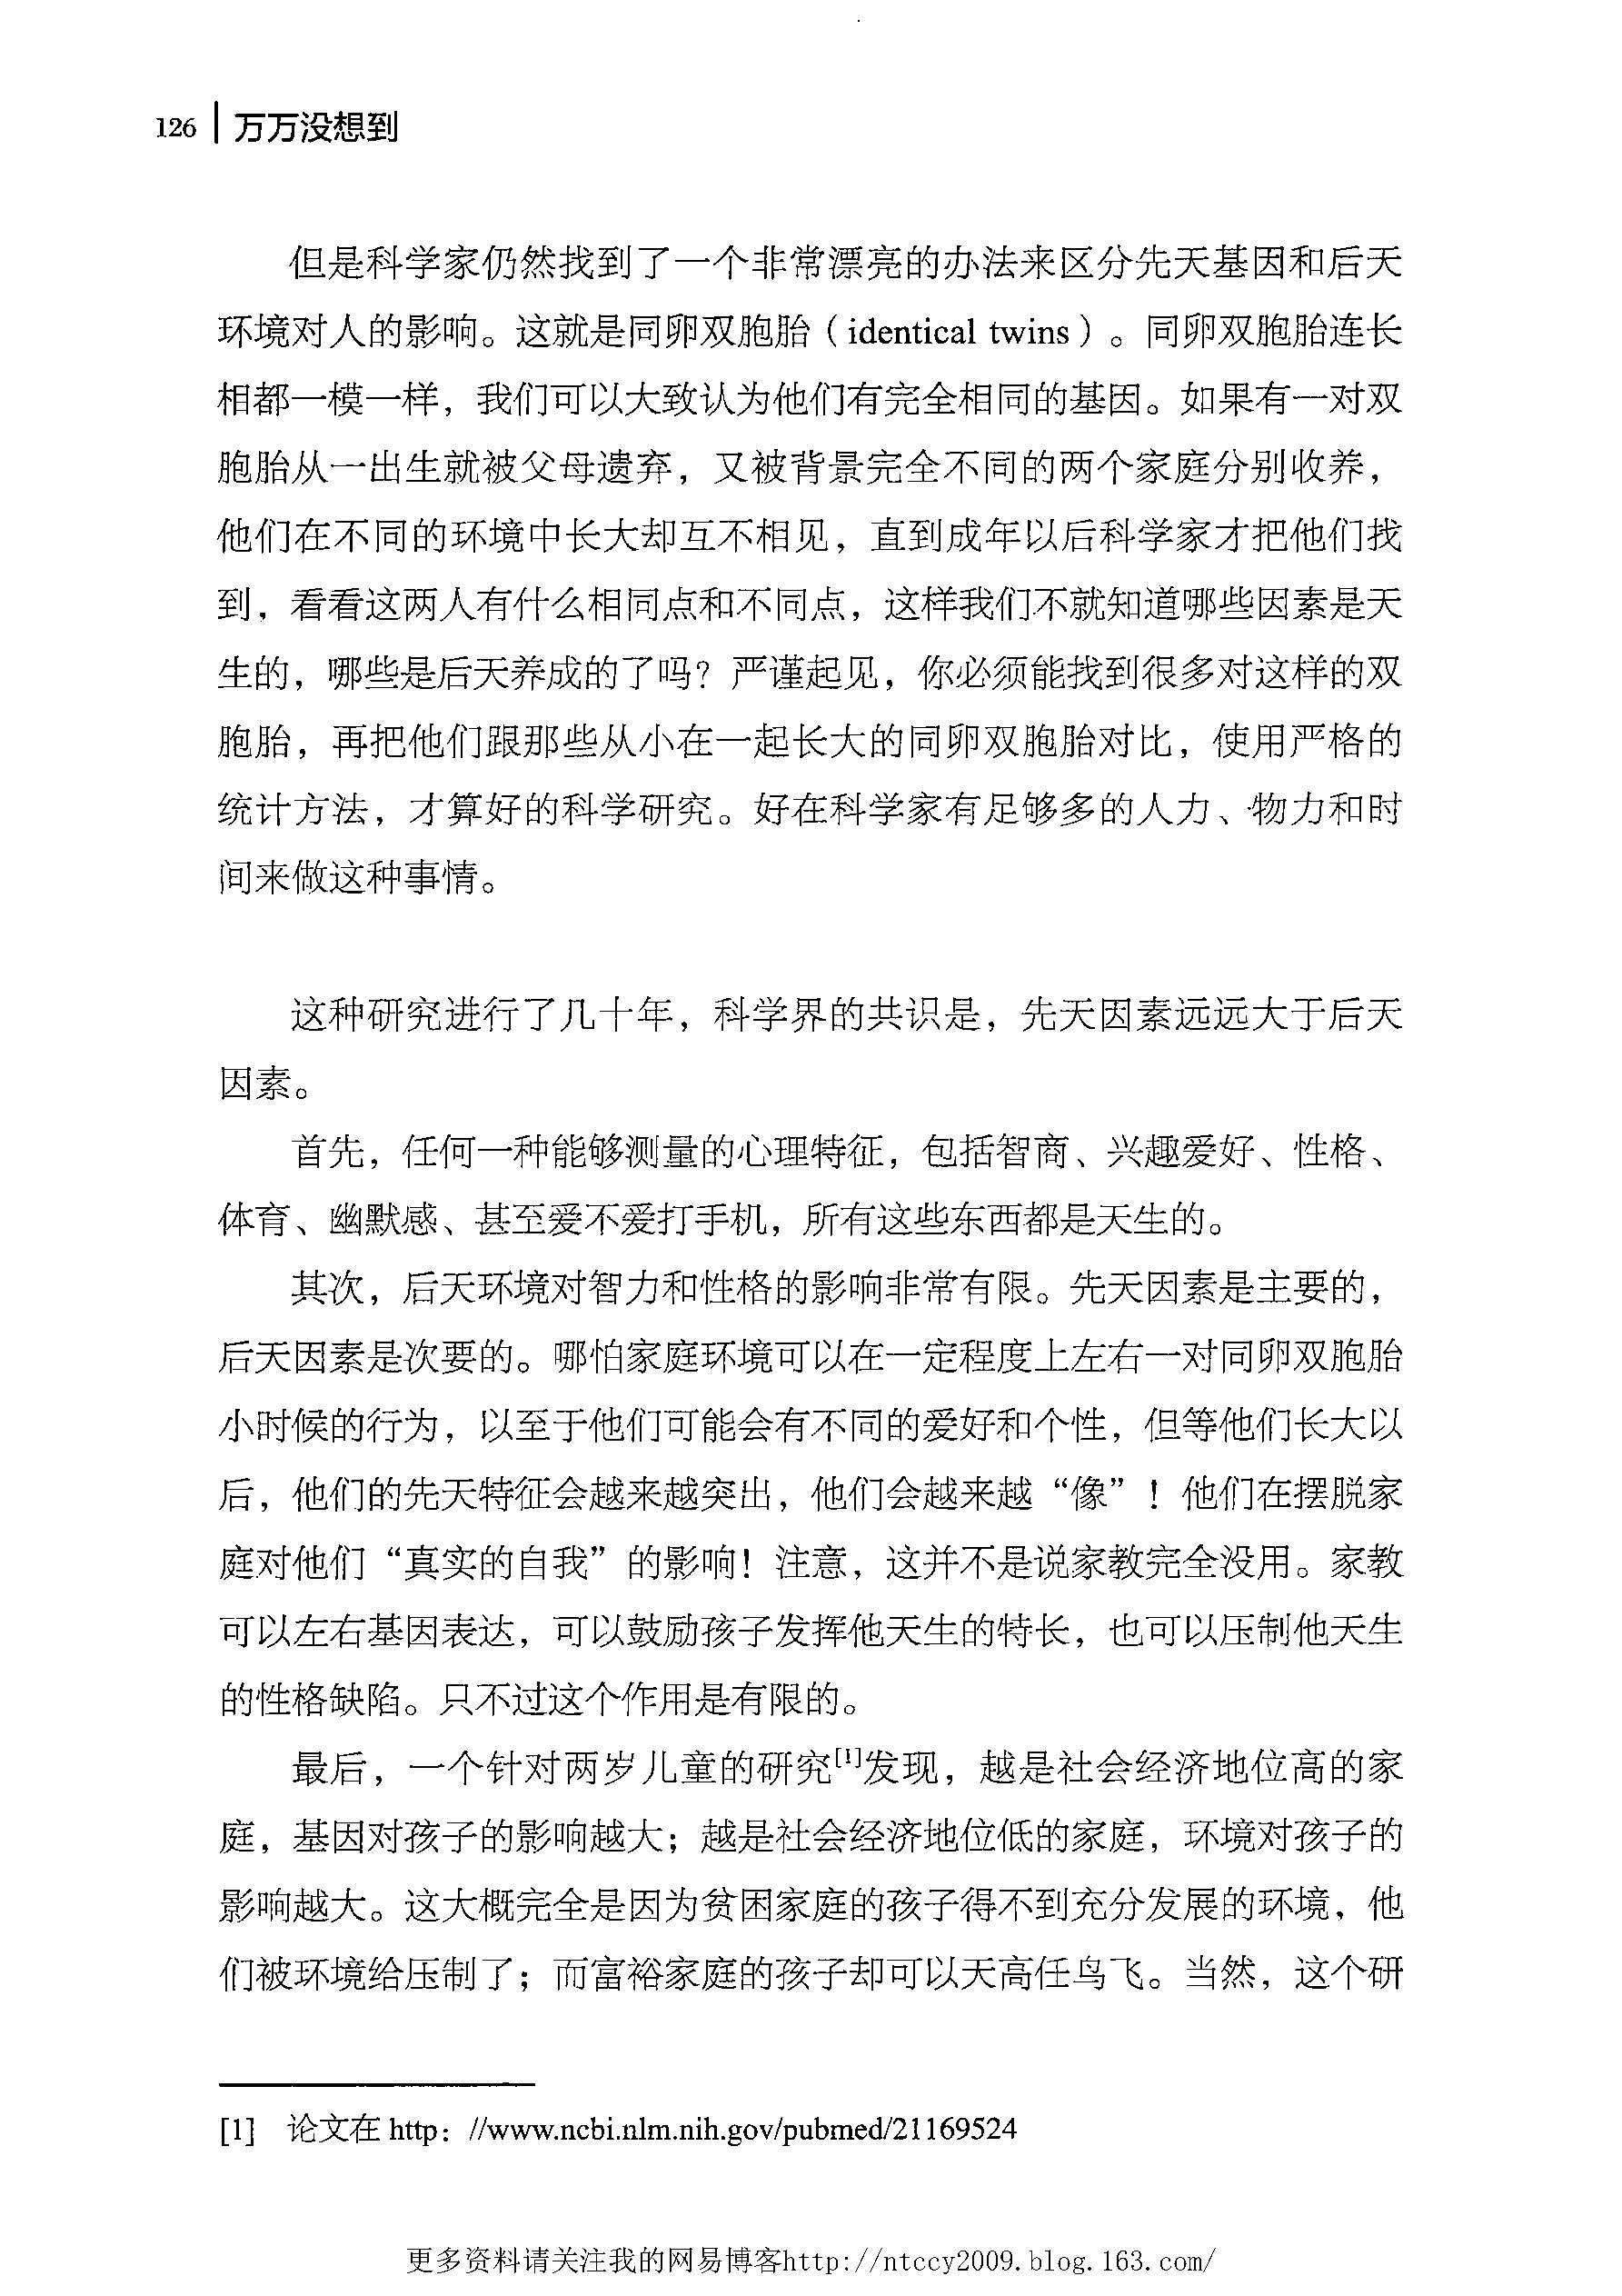 126 | 万万没想到
但是科学家仍然找到了一个非常漂亮的办法来区分先天基因和后天
环境对人的影响。这就是同卵双胞胎（identical twins）。同卵双胞胎连长
相都一模一样，我们可以大致认为他们有完全相同的基因。如果有一对双
胞胎从一出生就被父母遗弃，又被背景完全不同的两个家庭分别收养，
他们在不同的环境中长大却互不相见，直到成年以后科学家才把他们找
到，看看这两人有什么相同点和不同点，这样我们不就知道哪些因素是天
生的，哪些是后天养成的了吗？严谨起见，你必须能找到很多对这样的双
胞胎，再把他们跟那些从小在一起长大的同卵双胞胎对比，使用严格的
统计方法，才算好的科学研究。好在科学家有足够多的人力、物力和时
间来做这种事情。
这种研究进行了几十年，科学界的共识是，先天因素远远大于后天
因素。
首先，任何一种能够测量的心理特征，包括智商、兴趣爱好、性格、
体育、幽默感、甚至爱不爱打手机，所有这些东西都是天生的。
其次，后天环境对智力和性格的影响非常有限。先天因素是主要的，
后天因素是次要的。哪怕家庭环境可以在一定程度上左右一对同卵双胞胎
小时候的行为，以至于他们可能会有不同的爱好和个性，但等他们长大以
后，他们的先天特征会越来越突出，他们会越来越“像”！他们在摆脱家
庭对他们“真实的自我”的影响！注意，这并不是说家教完全没用。家教
可以左右基因表达，可以鼓励孩子发挥他天生的特长，也可以压制他天生
的性格缺陷。只不过这个作用是有限的。
最后，一个针对两岁儿童的研究[1]发现，越是社会经济地位高的家
庭，基因对孩子的影响越大；越是社会经济地位低的家庭，环境对孩子的
影响越大。这大概完全是因为贫困家庭的孩子得不到充分发展的环境，他
们被环境给压制了；而富裕家庭的孩子却可以天高任鸟飞。当然，这个研
[1] 论文在 http：//www.ncbi.nlm.nih.gov/pubmed/21169524
更多资料请关注我的网易博客http://ntccy2009.blog.163.com/